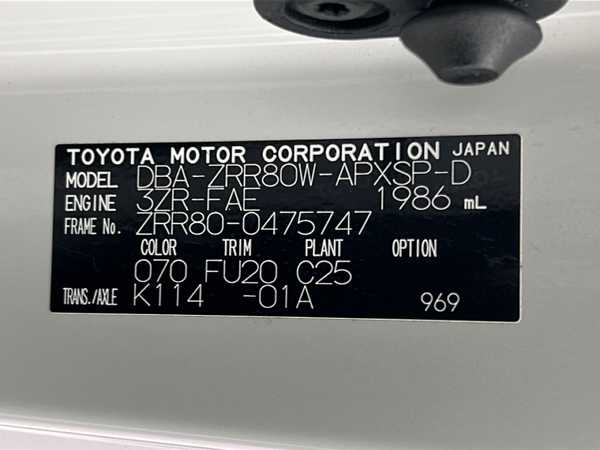 TOYOTA MOTOR CORPORATION JAPAN
MODEL DBA-ZRR80W-APXSP-D
ENGINE 3ZR-FAE 1986 mL
FRAME No. ZRR80-0475747
COLOR TRIM PLANT OPTION
070 FU20 C25
TRANS./AXLE K114 -01A 969